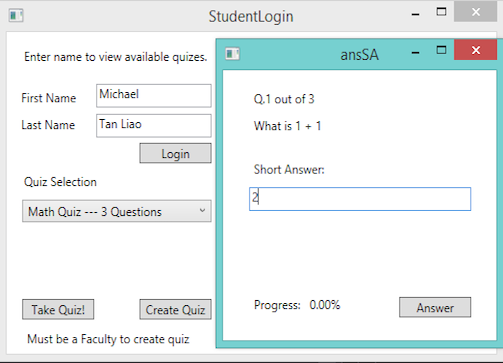 StudentLogin
Enter name to view available quizes.
First Name Michael
Last Name Tan Liao
Login
Quiz Selection
Math Quiz --- 3 Questions
Take Quiz! Create Quiz
Must be a Faculty to create quiz
ansSA
Q.1 out of 3
What is 1 + 1
Short Answer:
2
Progress: 0.00% Answer